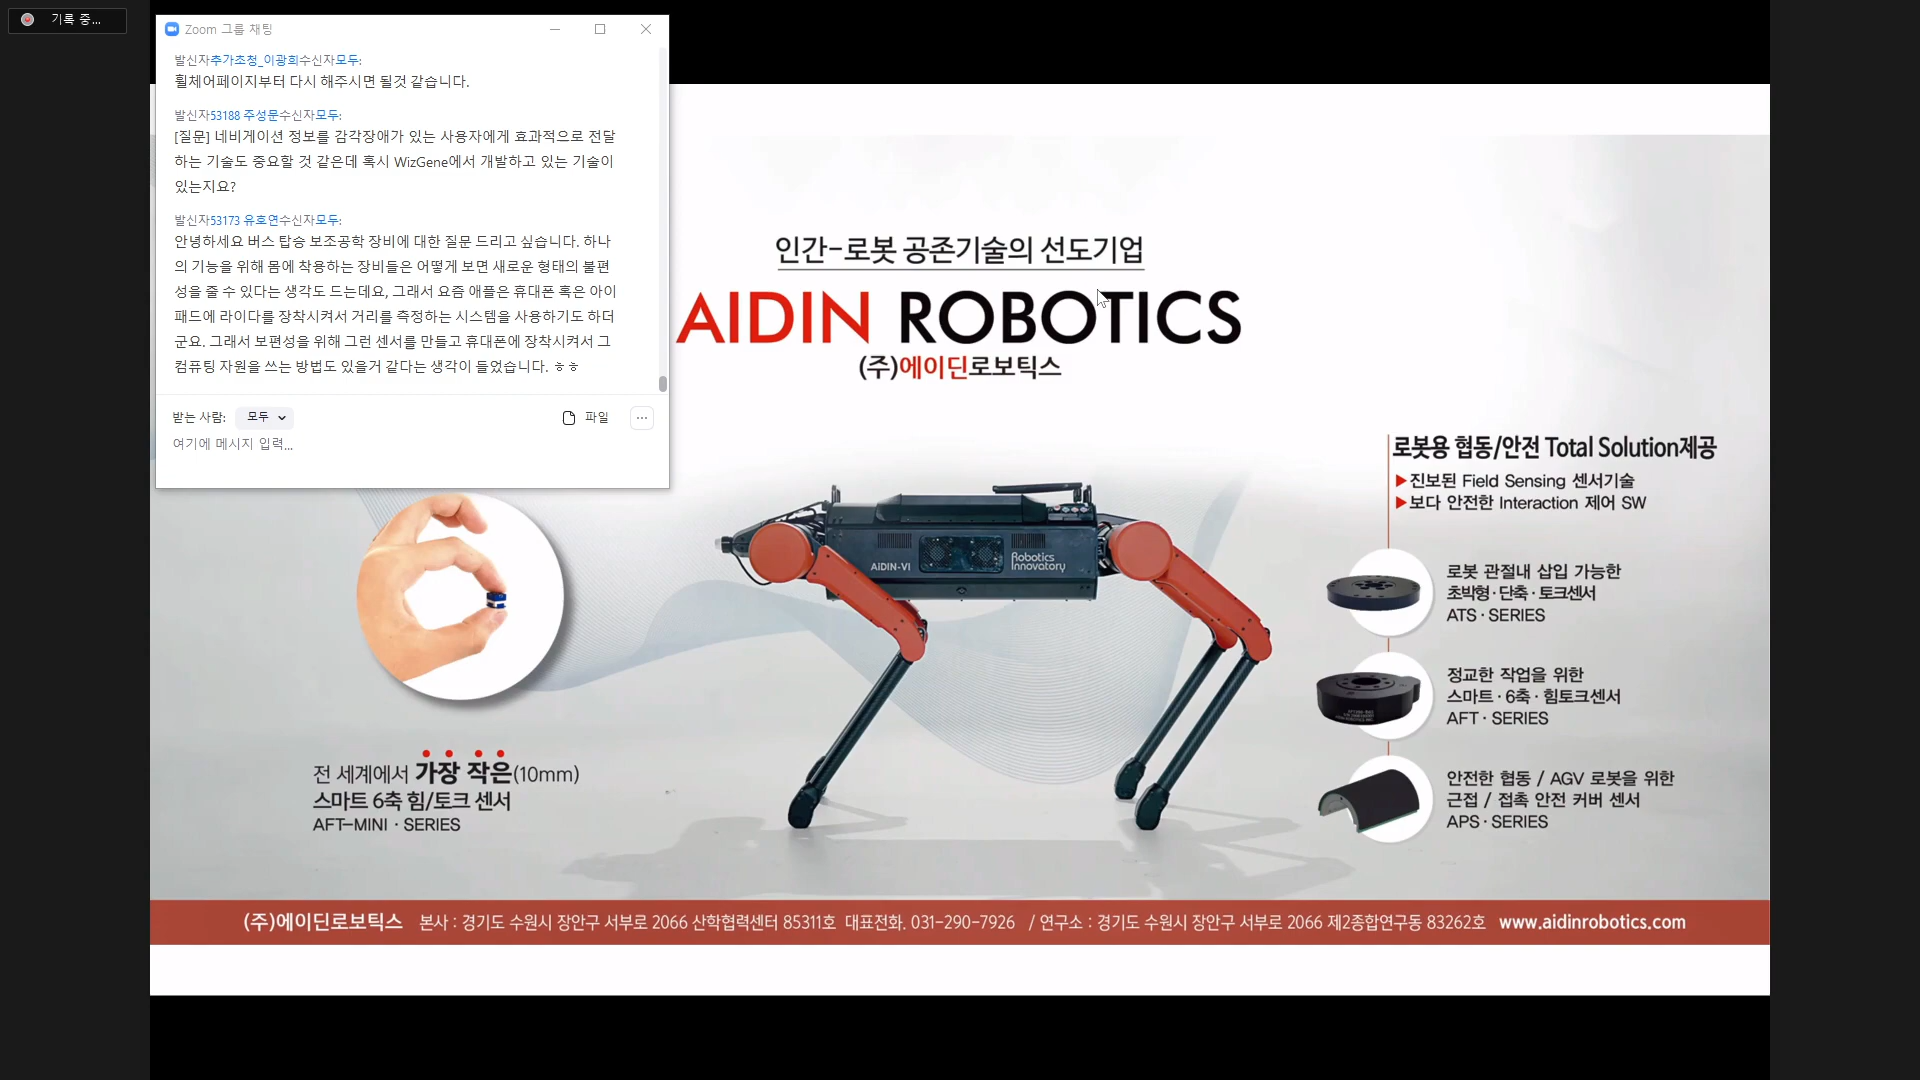 기록 중...
Zoom 그룹 채팅
발신자추가초청_이광희수신자모두:
휠체어페이지부터 다시 해주시면 될것 같습니다.
발신자53188 주성문수신자모두:
[질문] 네비게이션 정보를 감각장애가 있는 사용자에게 효과적으로 전달
하는 기술도 중요할 것 같은데 혹시 WizGene에서 개발하고 있는 기술이
있는지요?
발신자53173 유호연수신자모두:
안녕하세요 버스 탑승 보조공학 장비에 대한 질문 드리고 싶습니다. 하나
의 기능을 위해 몸에 착용하는 장비들은 어떻게 보면 새로운 형태의 불편
성을 줄 수 있다는 생각도 드는데요, 그래서 요즘 애플은 휴대폰 혹은 아이
패드에 라이다를 장착시켜서 거리를 측정하는 시스템을 사용하기도 하더
군요. 그래서 보편성을 위해 그런 센서를 만들고 휴대폰에 장착시켜서 그
컴퓨팅 자원을 쓰는 방법도 있을거 같다는 생각이 들었습니다. ㅎㅎ
받는 사람: 모두 파일 ...
여기에 메시지 입력...
인간-로봇 공존기술의 선도기업
AIDIN ROBOTICS
(주)에이딘로보틱스
로봇용 협동/안전 Total Solution제공
▶진보된 Field Sensing 센서기술
▶보다 안전한 Interaction 제어 SW
AiDIN-VI
Robotics
Innovatory
로봇 관절내 삽입 가능한
초박형·단축·토크센서
ATS · SERIES
정교한 작업을 위한
스마트·6축·힘토크센서
AFT · SERIES
안전한 협동 / AGV 로봇을 위한
근접 / 접촉 안전 커버 센서
APS · SERIES
전 세계에서 가장 작은(10mm)
스마트 6축 힘/토크 센서
AFT-MINI · SERIES
(주)에이딘로보틱스 본사 : 경기도 수원시 장안구 서부로 2066 산학협력센터 85311호 대표전화. 031-290-7926 / 연구소 : 경기도 수원시 장안구 서부로 2066 제2종합연구동 83262호 www.aidinrobotics.com